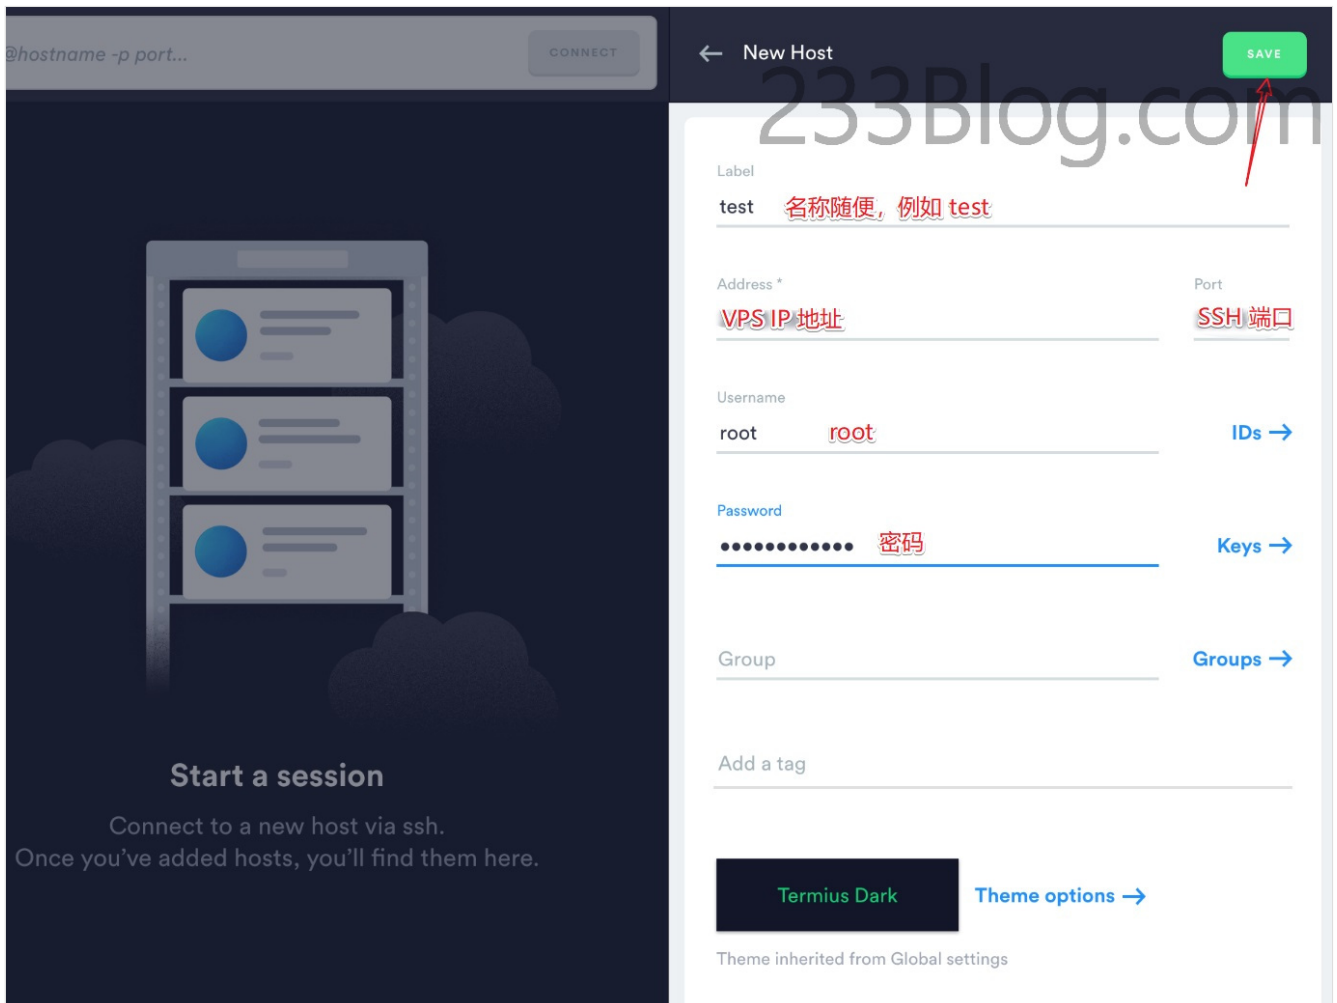 @hostname -p port...
CONNECT
New Host
SAVE
233Blog.com
Label
test 名称随便，例如 test
Address *
Port
VPS IP 地址
SSH 端口
Username
root root
IDs →
Password
•••••••••••• 密码
Keys →
Group
Groups →
Add a tag
Start a session
Connect to a new host via ssh.
Once you've added hosts, you'll find them here.
Termius Dark
Theme options →
Theme inherited from Global settings